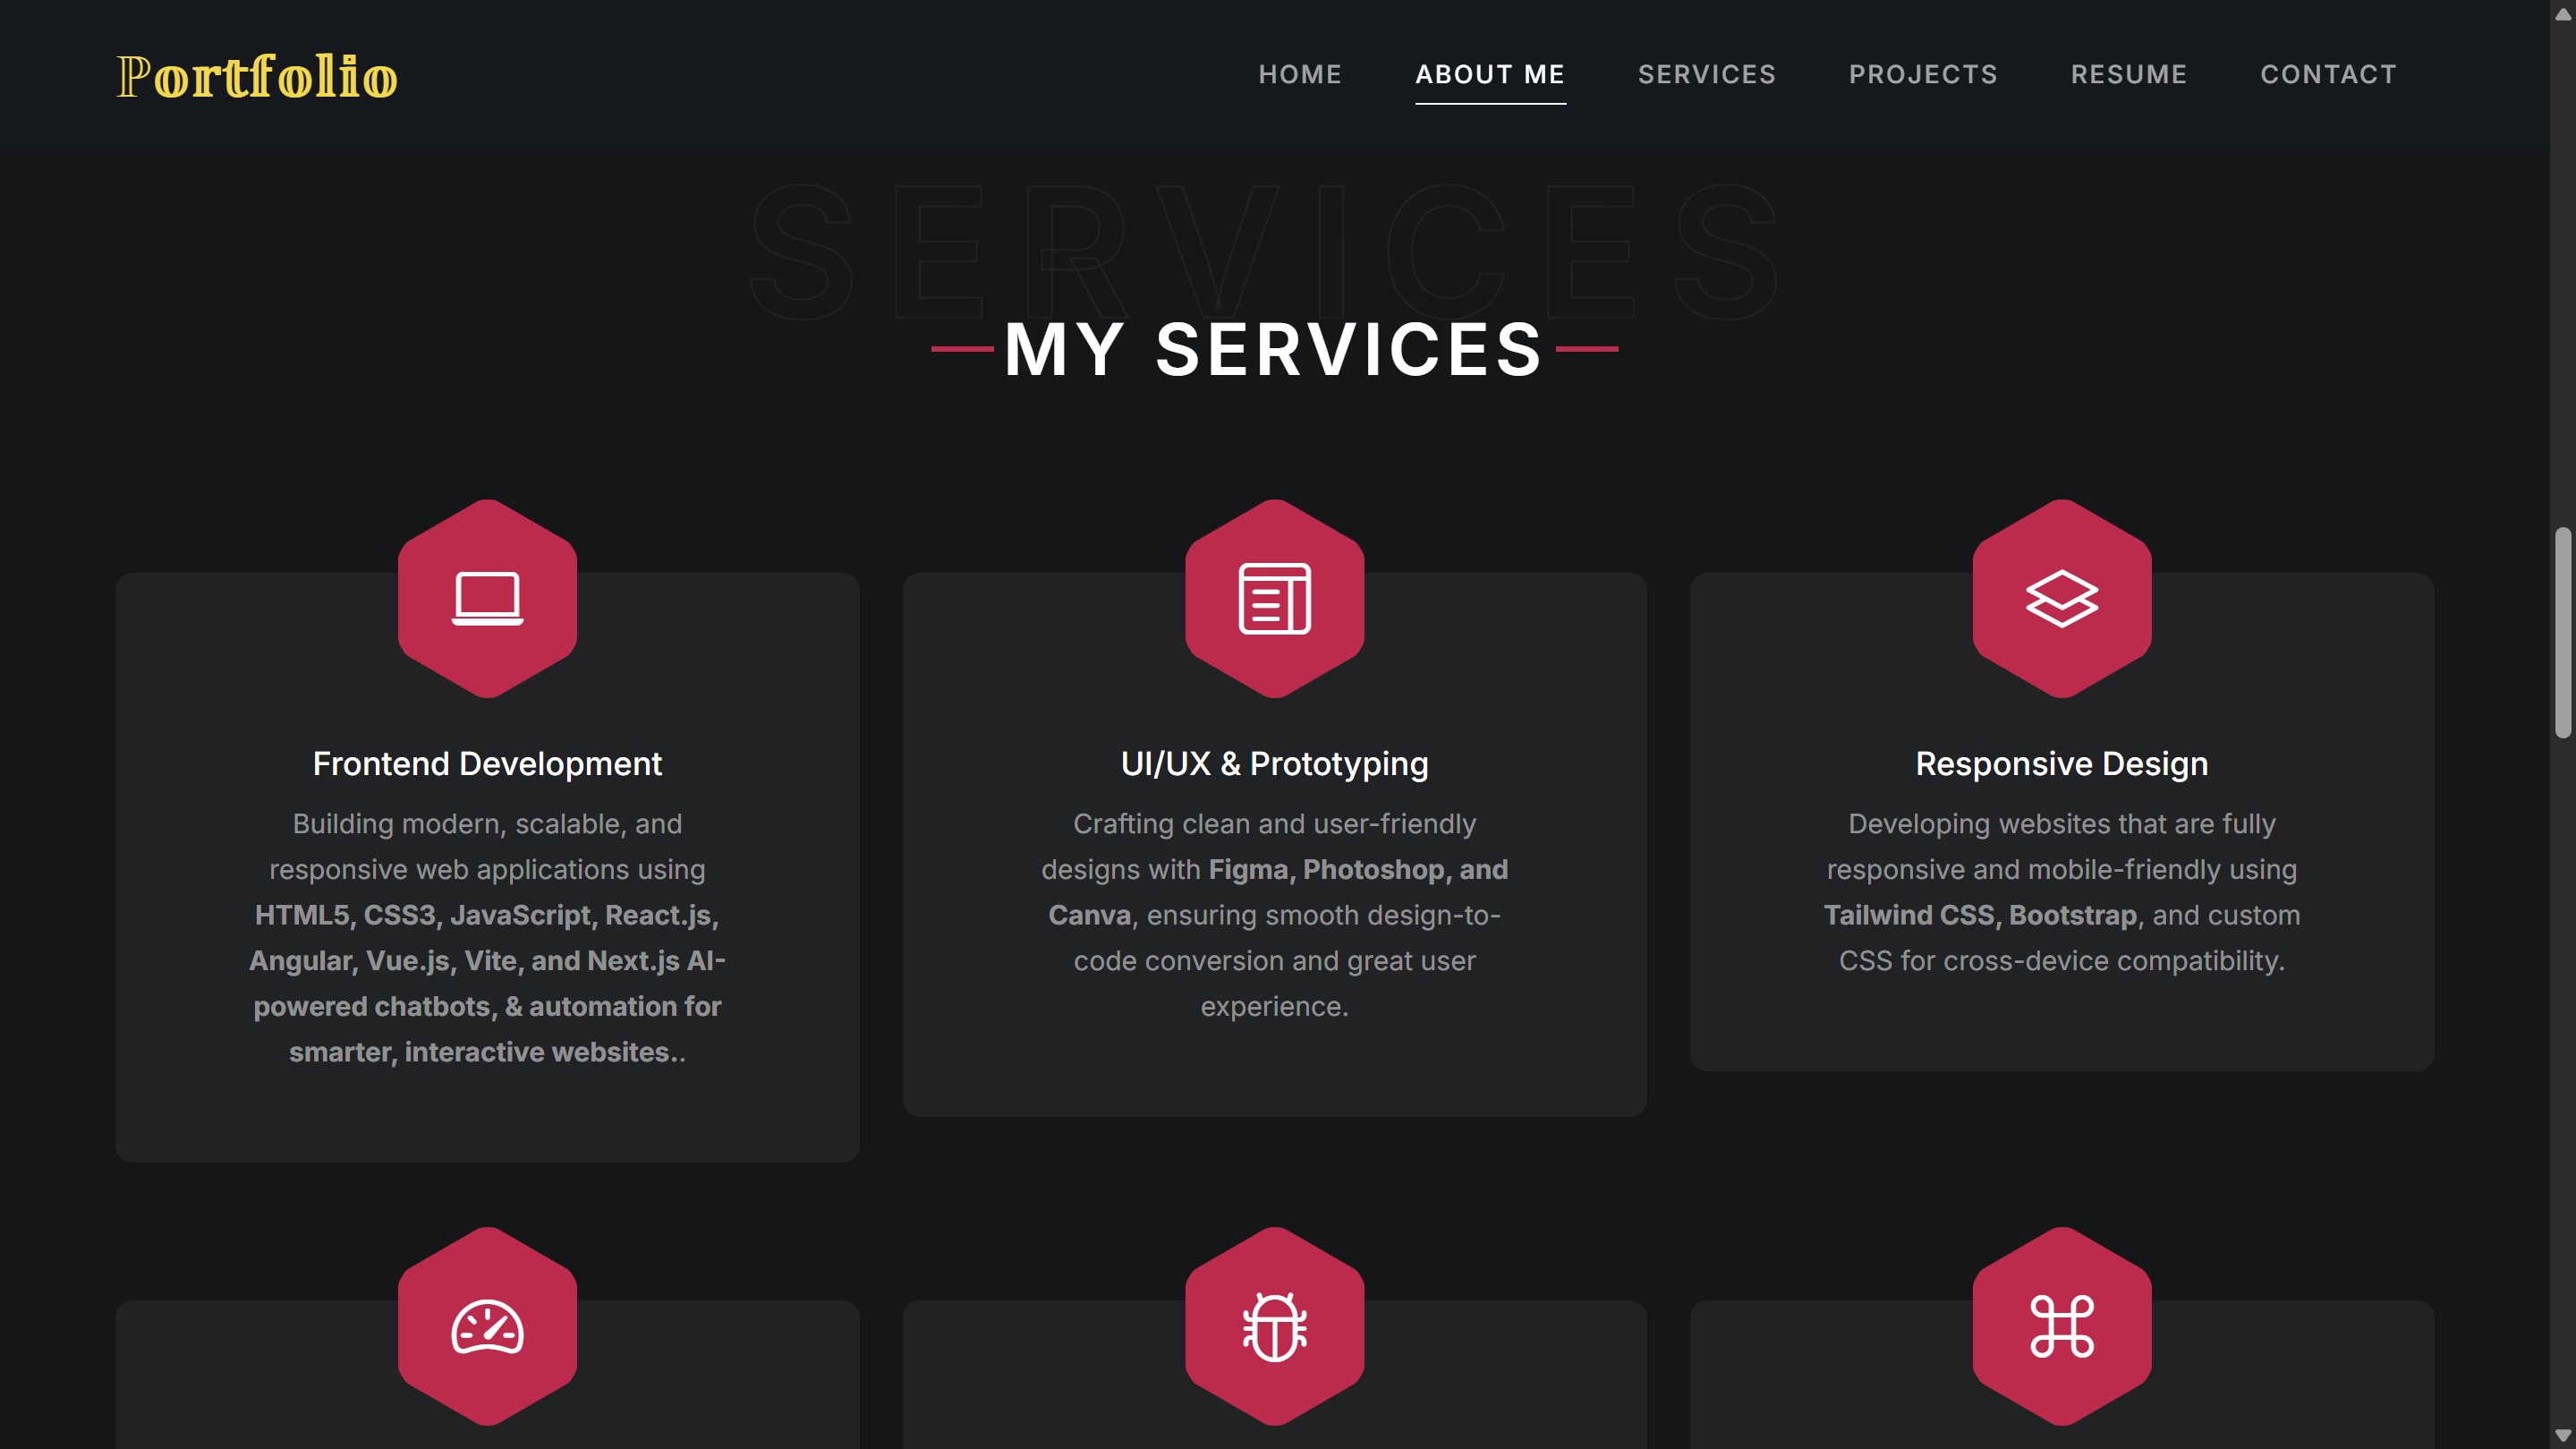 ℙortfolio
HOME ABOUT ME SERVICES PROJECTS RESUME CONTACT
SERVICES
MY SERVICES
Frontend Development
Building modern, scalable, and
responsive web applications using
HTML5, CSS3, JavaScript, React.js,
Angular, Vue.js, Vite, and Next.js AI-
powered chatbots, & automation for
smarter, interactive websites..
UI/UX & Prototyping
Crafting clean and user-friendly
designs with Figma, Photoshop, and
Canva, ensuring smooth design-to-
code conversion and great user
experience.
Responsive Design
Developing websites that are fully
responsive and mobile-friendly using
Tailwind CSS, Bootstrap, and custom
CSS for cross-device compatibility.